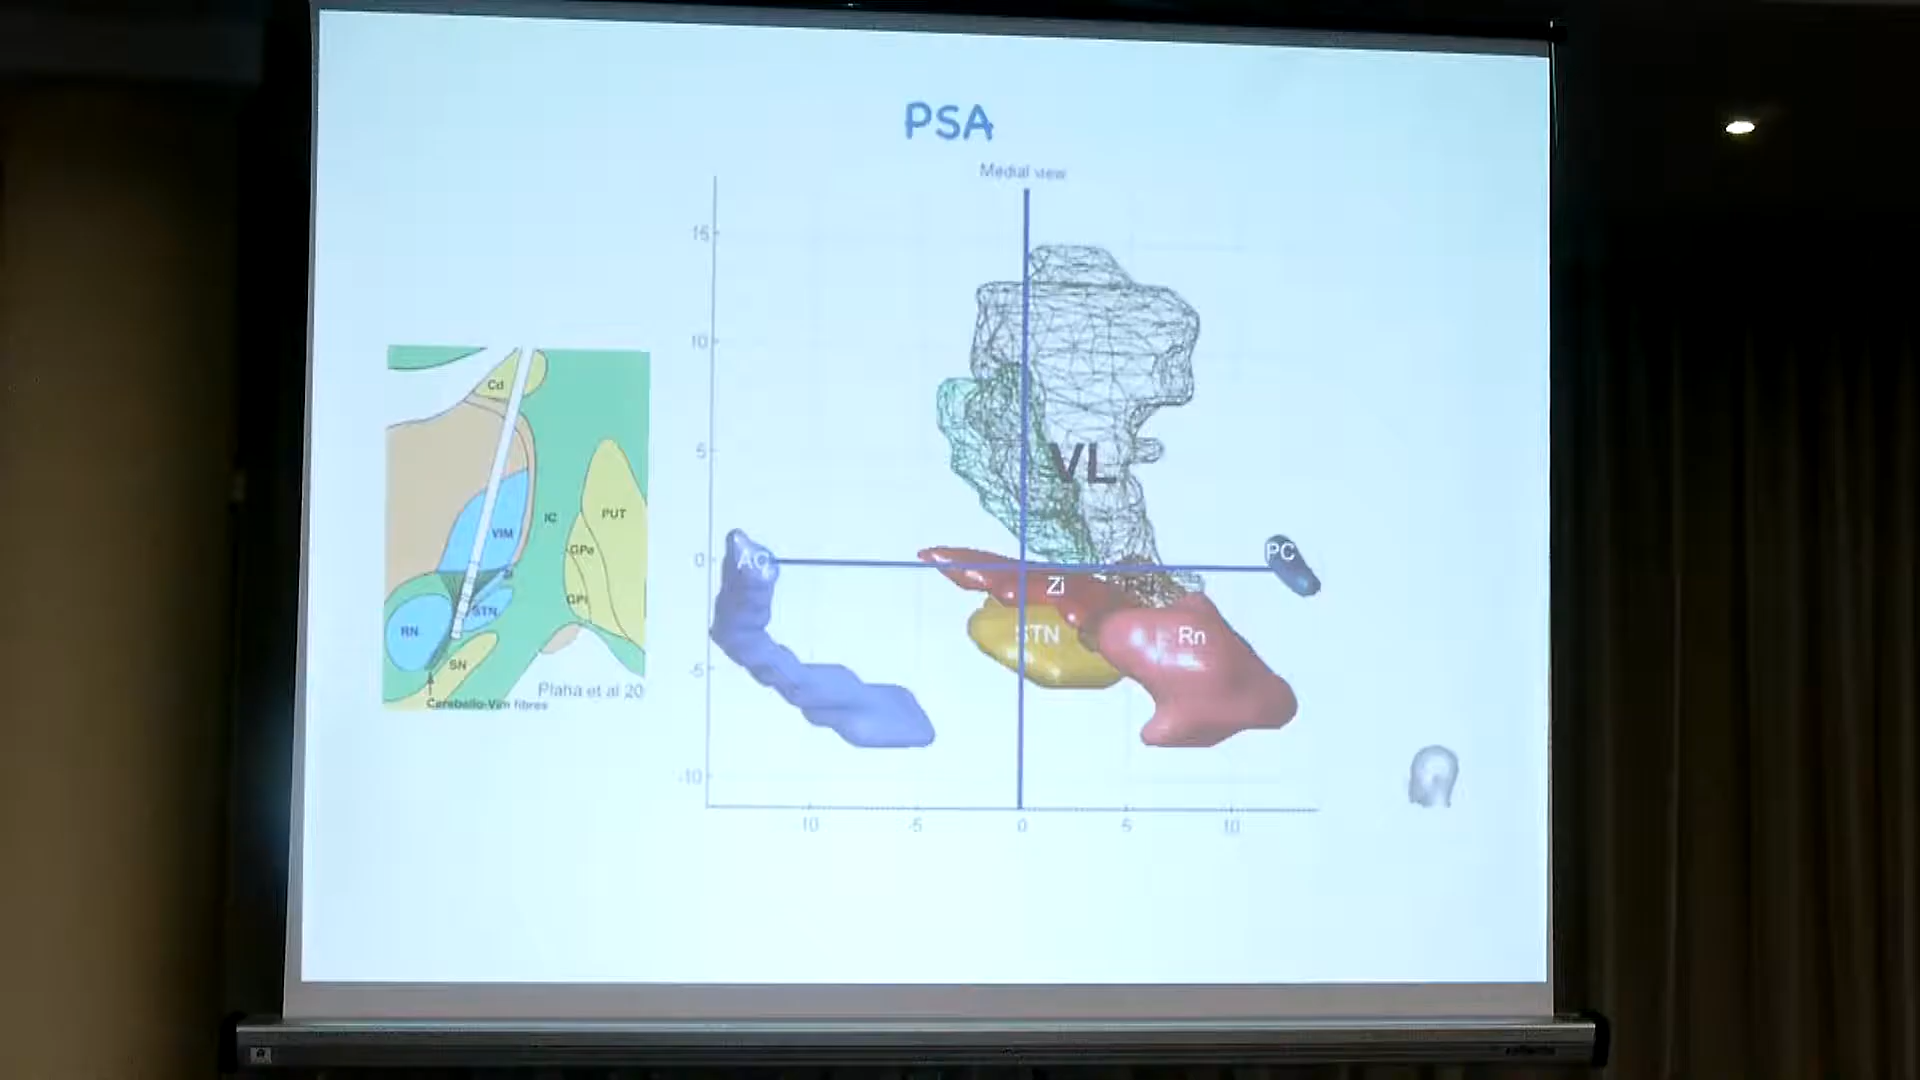 PSA
Medial view
15
10
5
0
-5
-10
10
-5
0
5
10
VL
AC
PC
Zi
STN
Rn
Cd
VIM
IC
PUT
GPe
GPi
STN
RN
SN
Plaha et al 20
Cerebello-Vim fibres